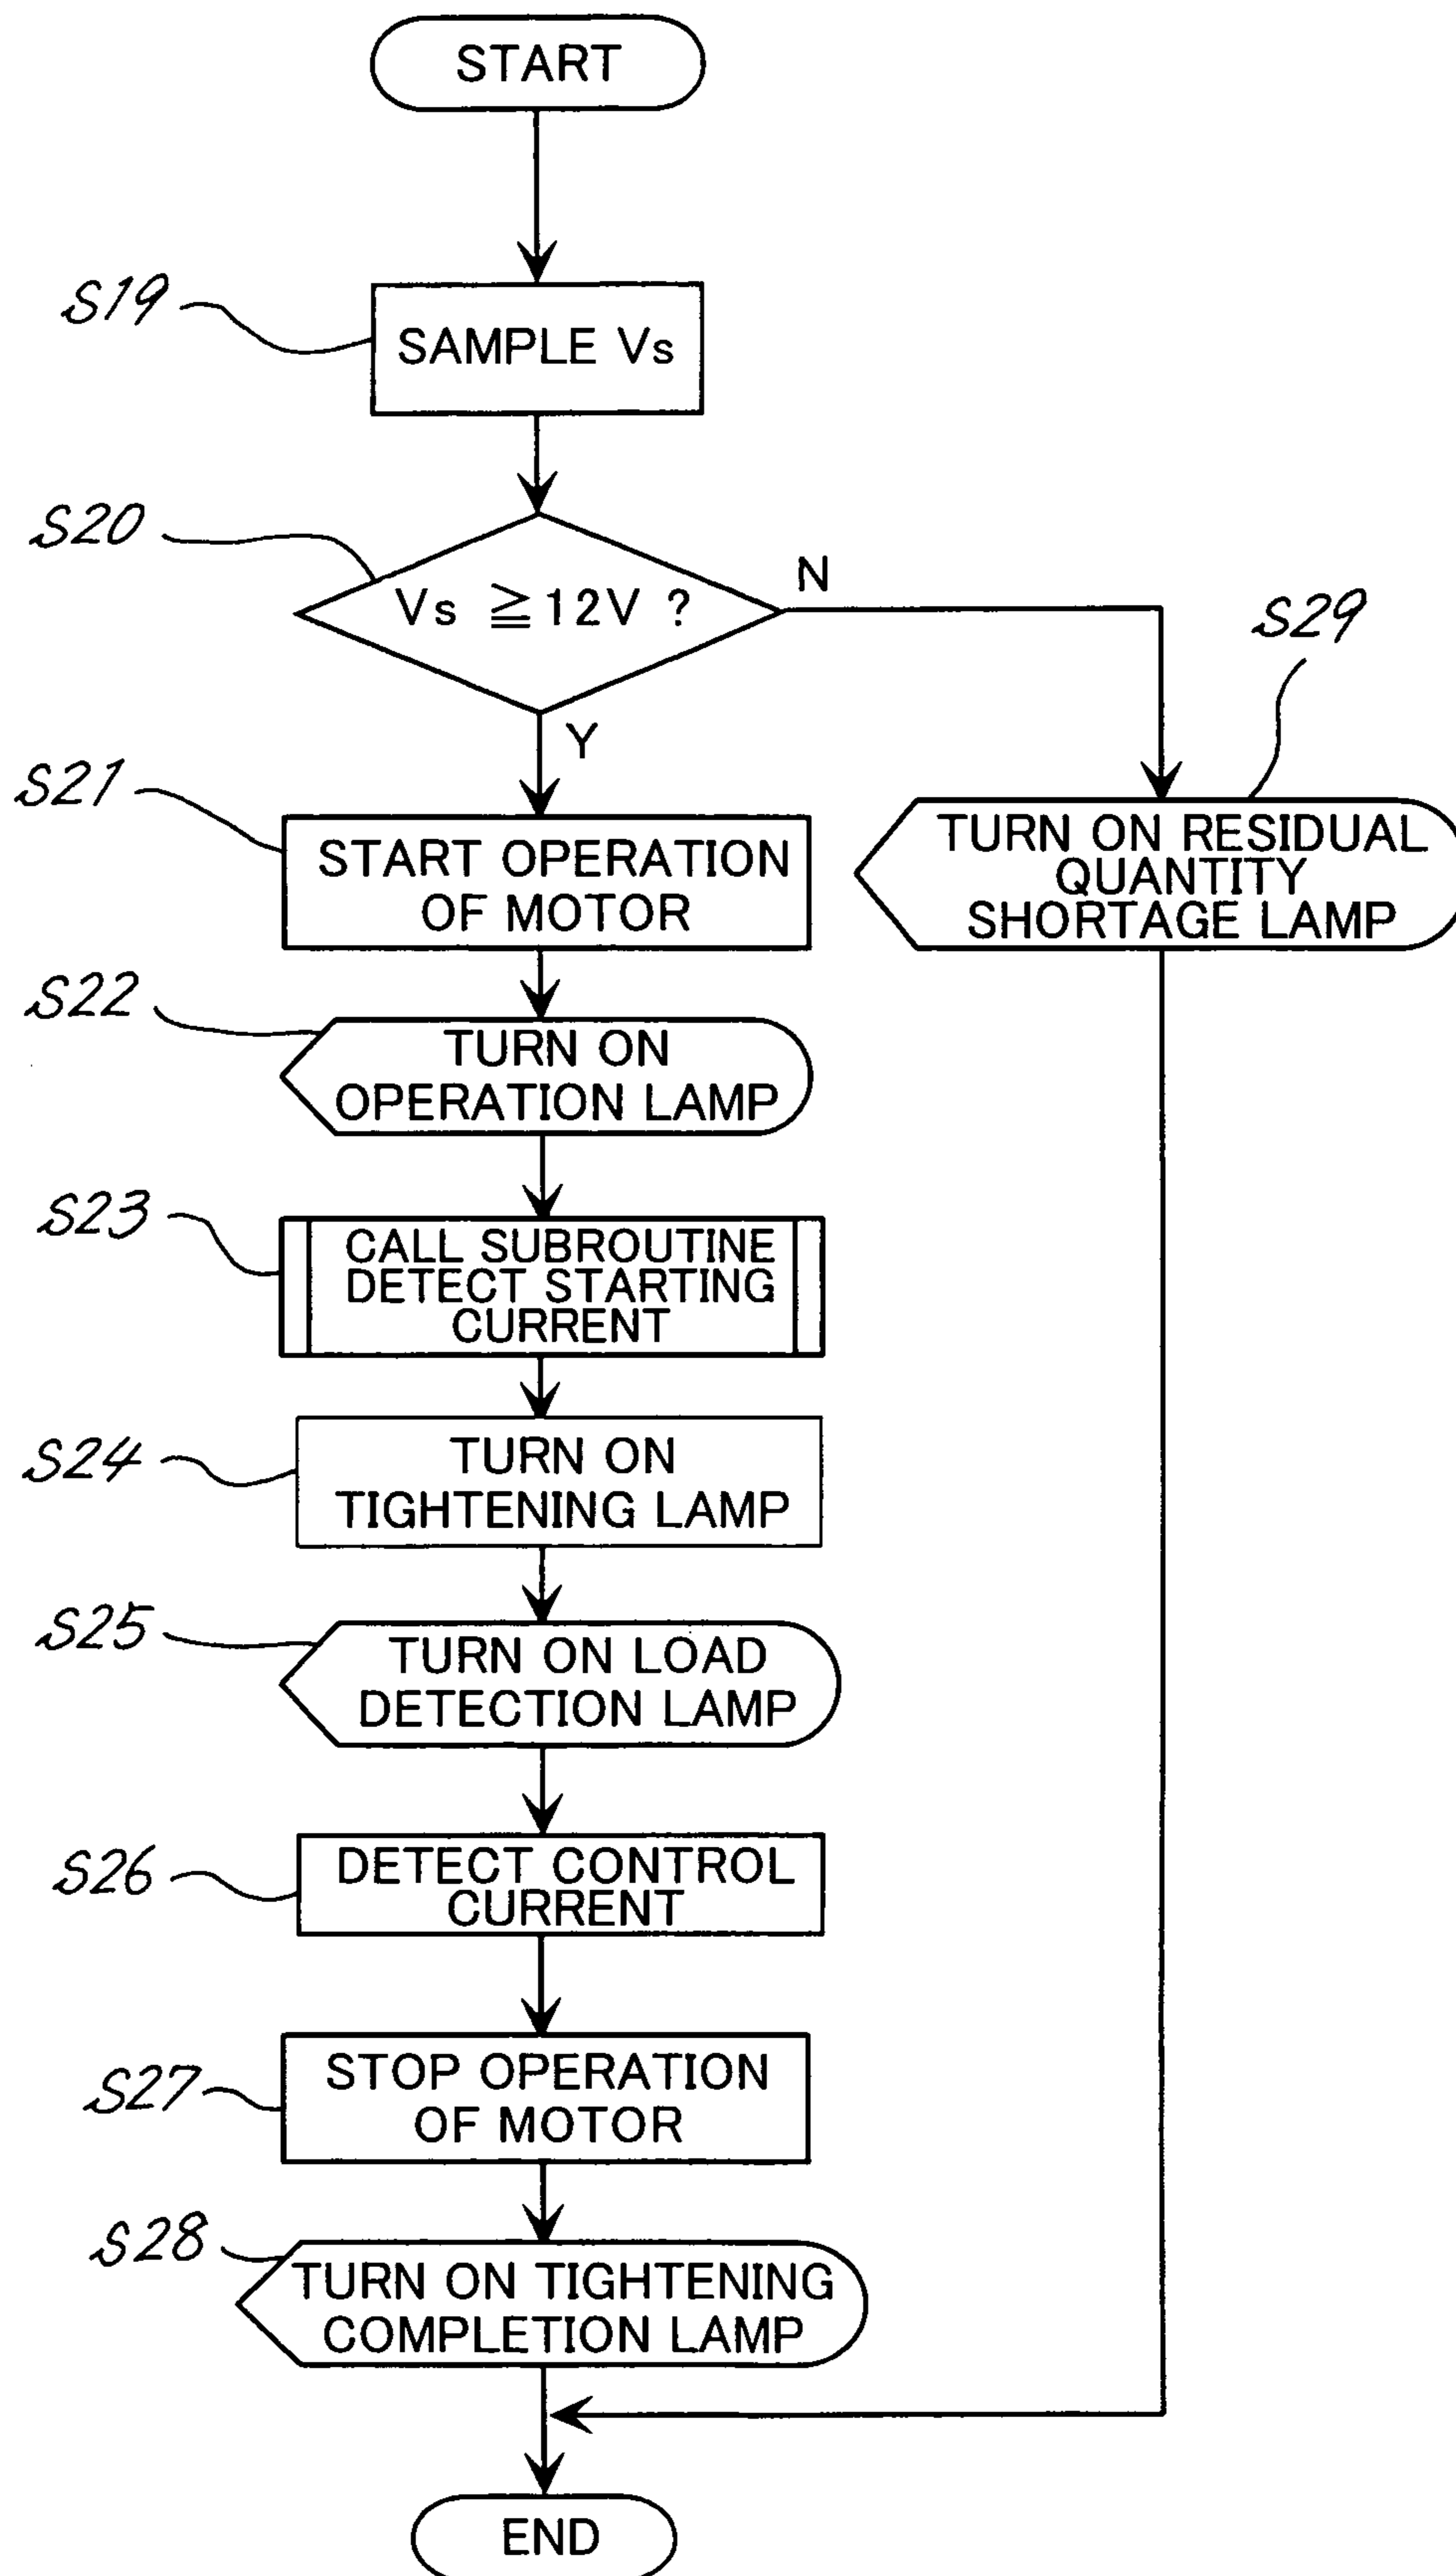 START
S19
SAMPLE Vs
S20
Vs ≧ 12V ?
N
Y
S29
TURN ON RESIDUAL
QUANTITY
SHORTAGE LAMP
S21
START OPERATION
OF MOTOR
S22
TURN ON
OPERATION LAMP
S23
CALL SUBROUTINE
DETECT STARTING
CURRENT
S24
TURN ON
TIGHTENING LAMP
S25
TURN ON LOAD
DETECTION LAMP
S26
DETECT CONTROL
CURRENT
S27
STOP OPERATION
OF MOTOR
S28
TURN ON TIGHTENING
COMPLETION LAMP
END